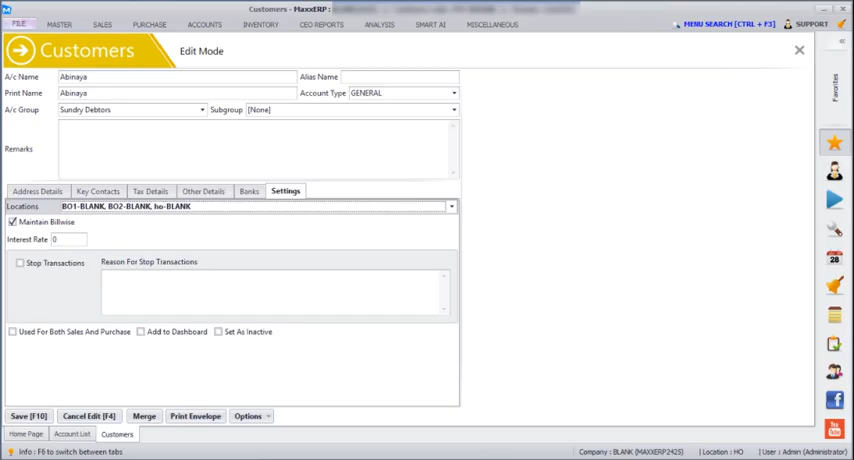 Customers - MaxxERP :
FILE MASTER SALES PURCHASE ACCOUNTS INVENTORY CEO REPORTS ANALYSIS SMART AI MISCELLANEOUS MENU SEARCH [CTRL + F3] SUPPORT
Customers Edit Mode
Favorites
A/c Name Abinaya Alias Name
Print Name Abinaya Account Type GENERAL
A/c Group Sundry Debtors Subgroup [None]
Remarks
Address Details Key Contacts Tax Details Other Details Banks Settings
Locations BO1-BLANK, BO2-BLANK, ho-BLANK
Maintain Billwise
Interest Rate 0
Stop Transactions Reason For Stop Transactions
28
Used For Both Sales And Purchase Add to Dashboard Set As Inactive
Save [F10] Cancel Edit [F4] Merge Print Envelope Options
You Tube
Home Page Account List Customers
Info : F6 to switch between tabs Company : BLANK (MAXXERP2425) Location : HO User : Admin (Administrator)